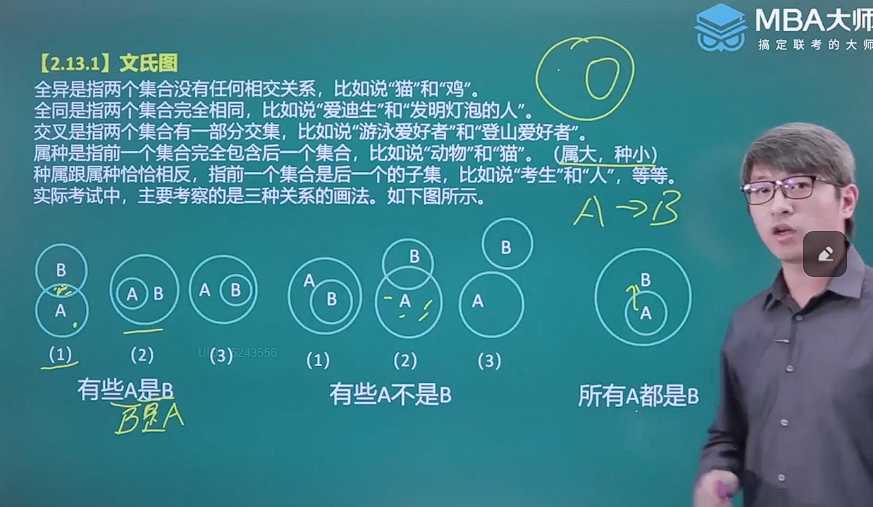 MBA大师
搞定联考的大师
【2.13.1】文氏图
全异是指两个集合没有任何相交关系，比如说“猫”和“鸡”。
全同是指两个集合完全相同，比如说“爱迪生”和“发明灯泡的人”。
交叉是指两个集合有一部分交集，比如说“游泳爱好者”和“登山爱好者”。
属种是指前一个集合完全包含后一个集合，比如说“动物”和“猫”。（属大，种小）
种属跟属种恰恰相反，指前一个集合是后一个的子集，比如说“考生”和“人”，等等。
实际考试中，主要考察的是三种关系的画法。如下图所示。
A→B
B A
A B
A B
A B
B A
B A
B A
(1) (2) (3) (1) (2) (3)
有些A是B 有些A不是B 所有A都是B
B是A